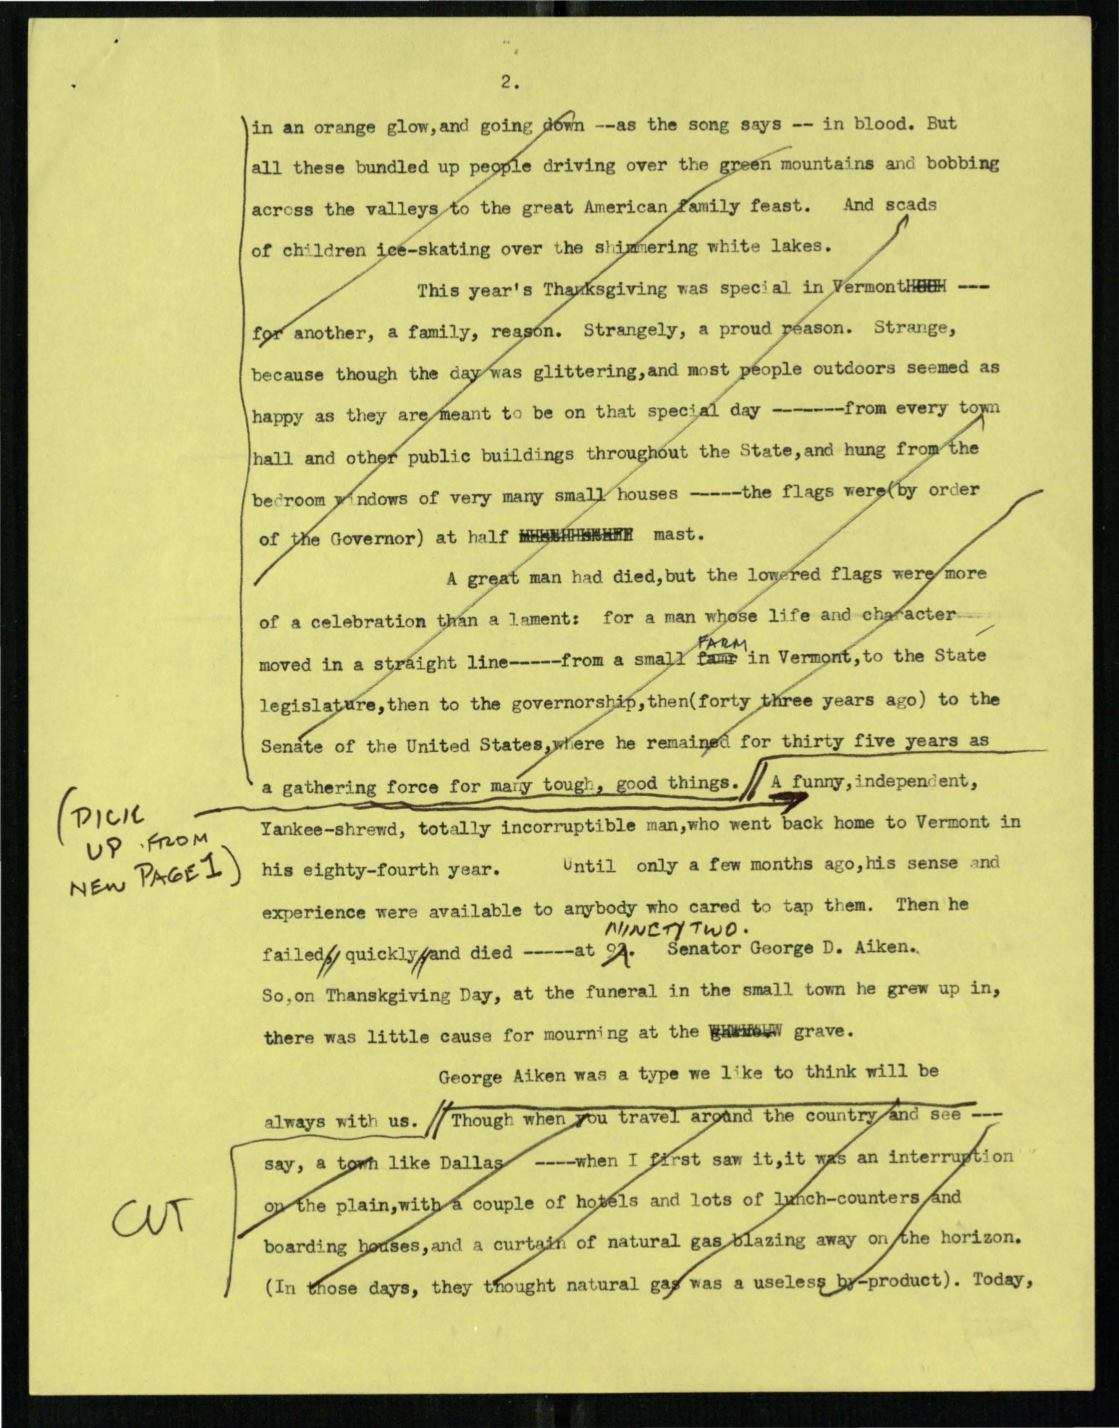 2.
in an orange glow,and going down --as the song says -- in blood. But
all these bundled up people driving over the green mountains and bobbing
across the valleys to the great American family feast. And scads
of children ice-skating over the shimmering white lakes.
This year's Thanksgiving was special in Vermont ---
for another, a family, reason. Strangely, a proud reason. Strange,
because though the day was glittering,and most people outdoors seemed as
happy as they are meant to be on that special day -------from every town
hall and other public buildings throughout the State,and hung from the
bedroom windows of very many small houses -----the flags were(by order
of the Governor) at half mast.
A great man had died,but the lowered flags were more
of a celebration than a lament: for a man whose life and character
FARM
moved in a straight line-----from a small famr in Vermont,to the State
legislature,then to the governorship,then(forty three years ago) to the
Senate of the United States,where he remained for thirty five years as
a gathering force for many tough, good things. // A funny,independent,
(PICK
UP FROM
NEW PAGE 1)
Yankee-shrewd, totally incorruptible man,who went back home to Vermont in
his eighty-fourth year. Until only a few months ago,his sense and
experience were available to anybody who cared to tap them. Then he
NINETY TWO.
failed, quickly, and died -----at Senator George D. Aiken.
So,on Thanskgiving Day, at the funeral in the small town he grew up in,
there was little cause for mourning at the grave.
George Aiken was a type we like to think will be
always with us. // Though when you travel around the country and see ---
say, a town like Dallas ----when I first saw it,it was an interruption
CUT
on the plain,with a couple of hotels and lots of lunch-counters and
boarding houses,and a curtain of natural gas blazing away on the horizon.
(In those days, they thought natural gas was a useless by-product). Today,